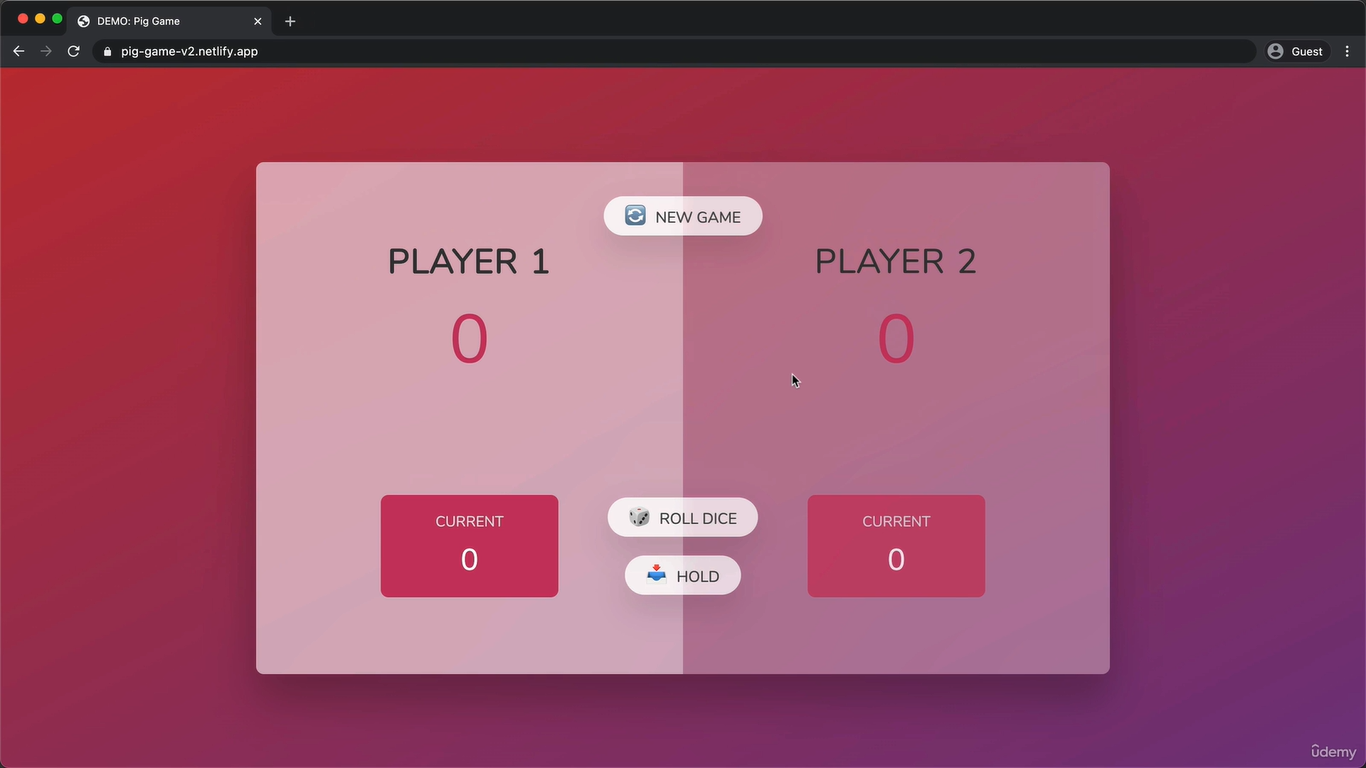 DEMO: Pig Game
pig-game-v2.netlify.app
Guest
NEW GAME
PLAYER 1
PLAYER 2
0
0
CURRENT
0
ROLL DICE
HOLD
CURRENT
0
ûdemy